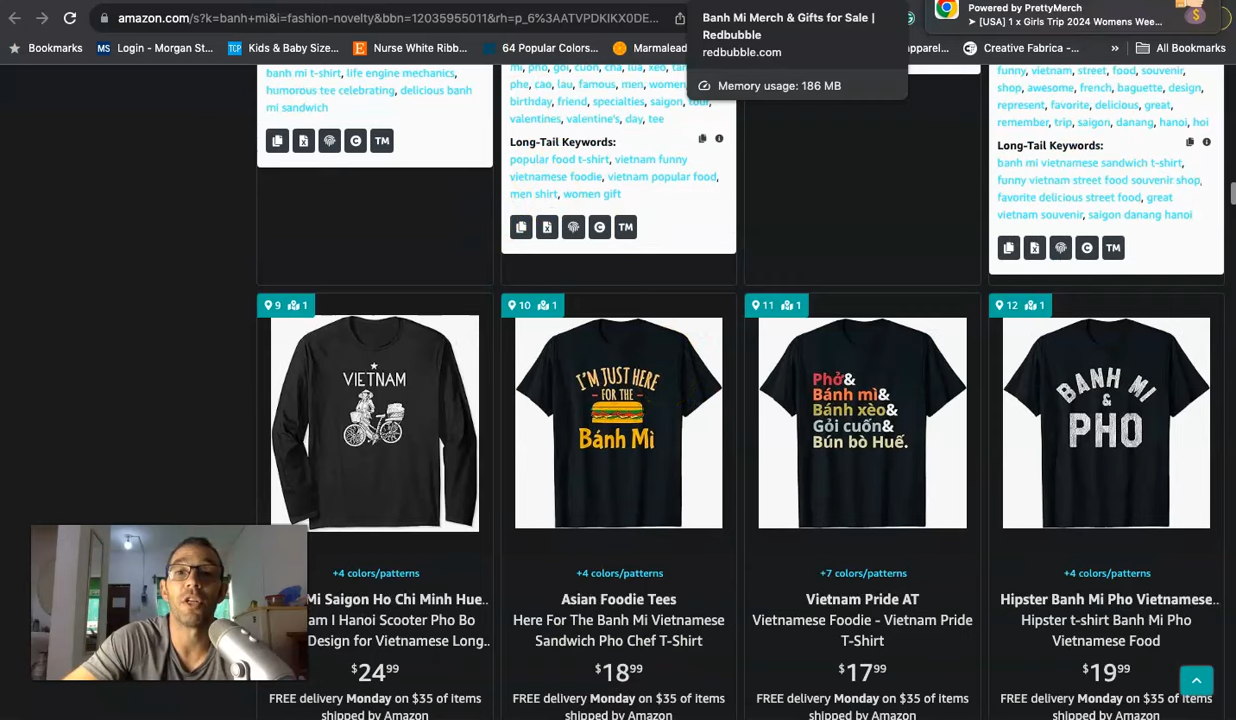 amazon.com/s?k=banh+mi&i=fashion-novelty&bbn=12035955011&rh=p_6%3AATVPDKIKX0DE...
Banh Mi Merch & Gifts for Sale |
Redbubble
redbubble.com
Memory usage: 186 MB
Powered by PrettyMerch
➤ [USA] 1 x Girls Trip 2024 Womens Wee...
Bookmarks
MS Login - Morgan St...
TCP Kids & Baby Size...
E Nurse White Ribb...
64 Popular Colors...
Marmalead
apparel...
Creative Fabrica -...
»
All Bookmarks
banh mi t-shirt, life engine mechanics,
humorous tee celebrating, delicious banh
mi sandwich
TM
mi, pho, goi, cuon, cha, lua, xeo, tam
phe, cao, lau, famous, men, women
birthday, friend, specialties, saigon, tour,
valentines, valentine's, day, tee
Long-Tail Keywords:
popular food t-shirt, vietnam funny
vietnamese foodie, vietnam popular food,
men shirt, women gift
TM
funny, vietnam, street, food, souvenir,
shop, awesome, french, baguette, design,
represent, favorite, delicious, great,
remember, trip, saigon, danang, hanoi, hoi
Long-Tail Keywords:
banh mi vietnamese sandwich t-shirt,
funny vietnam street food souvenir shop,
favorite delicious street food, great
vietnam souvenir, saigon danang hanoi
TM
9 1
VIETNAM
+4 colors/patterns
Mi Saigon Ho Chi Minh Hue..
am I Hanoi Scooter Pho Bo
Design for Vietnamese Long..
$2499
FREE delivery Monday on $35 of items
shipped by Amazon
10 1
I'M JUST HERE
FOR THE
Bánh Mì
+4 colors/patterns
Asian Foodie Tees
Here For The Banh Mi Vietnamese
Sandwich Pho Chef T-Shirt
$1899
FREE delivery Monday on $35 of items
shipped by Amazon
11 1
Phở&
Bánh mì&
Bánh xèo&
Gỏi cuốn&
Bún bò Huế.
+7 colors/patterns
Vietnam Pride AT
Vietnamese Foodie - Vietnam Pride
T-Shirt
$1799
FREE delivery Monday on $35 of items
shipped by Amazon
12 1
BANH MI
&
PHO
+4 colors/patterns
Hipster Banh Mi Pho Vietnamese..
Hipster t-shirt Banh Mi Pho
Vietnamese Food
$1999
FREE delivery Monday on $35 of items
shipped by Amazon